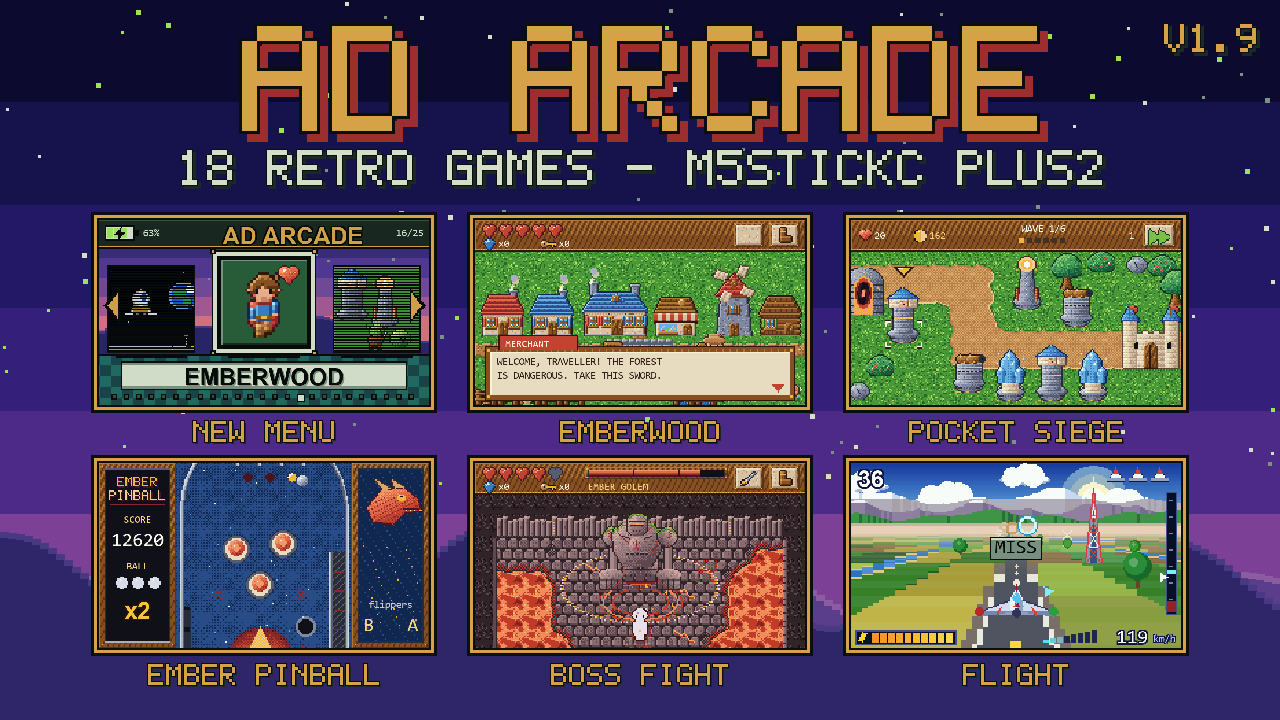 AD ARCADE
V1.9
18 RETRO GAMES - M5STICKC PLUS2
63%
AD ARCADE
16/25
EMBERWOOD
NEW MENU
x0
x0
MERCHANT
WELCOME, TRAVELLER! THE FOREST
IS DANGEROUS. TAKE THIS SWORD.
EMBERWOOD
20
162
WAVE 1/6
1
POCKET SIEGE
EMBER
PINBALL
SCORE
12620
BALL
x2
flippers
B A
EMBER PINBALL
x0
x0
EMBER GOLEM
BOSS FIGHT
36
MISS
119 km/h
FLIGHT